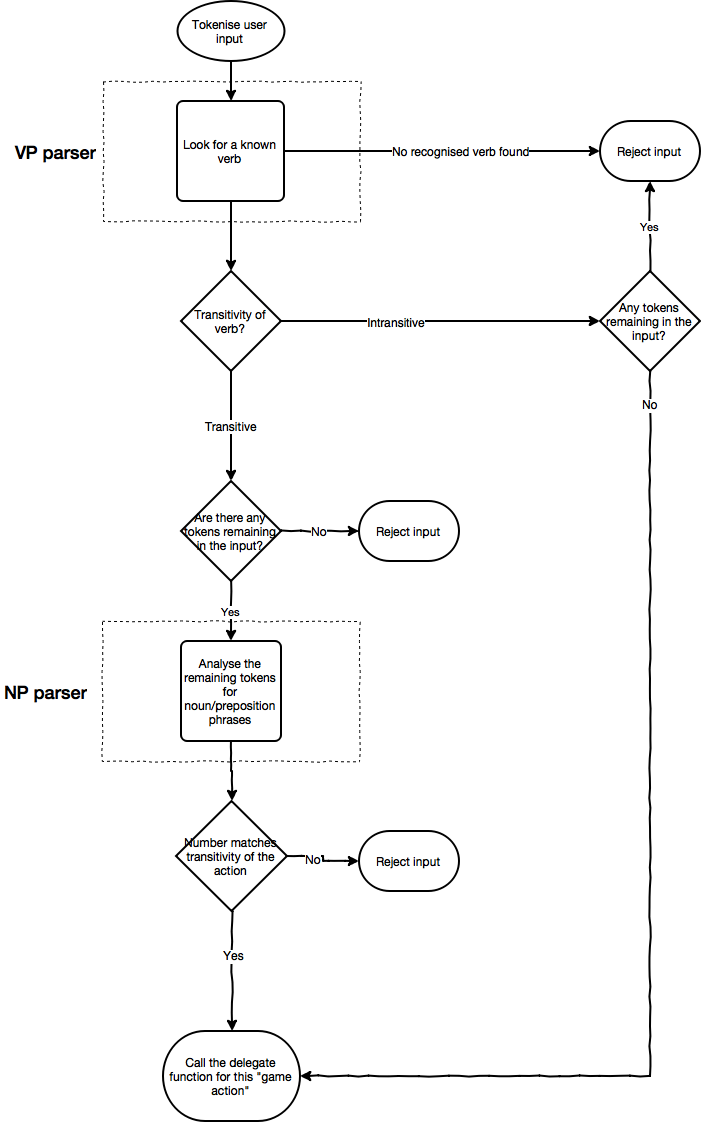 Tokenise user
input
VP parser
Look for a known
verb
No recognised verb found
Reject input
Yes
Transitivity of
verb?
Intransitive
Any tokens
remaining in the
input?
No
Transitive
Are there any
tokens remaining
in the input?
No
Reject input
Yes
NP parser
Analyse the
remaining tokens
for
noun/preposition
phrases
Number matches
transitivity of the
action
No
Reject input
Yes
Call the delegate
function for this "game
action"